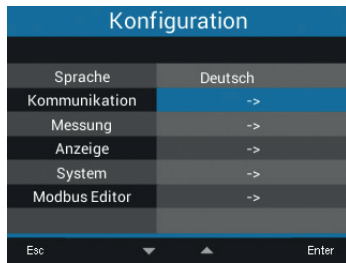 Konfiguration
Sprache Deutsch
Kommunikation ->
Messung ->
Anzeige ->
System ->
Modbus Editor ->
Esc Enter